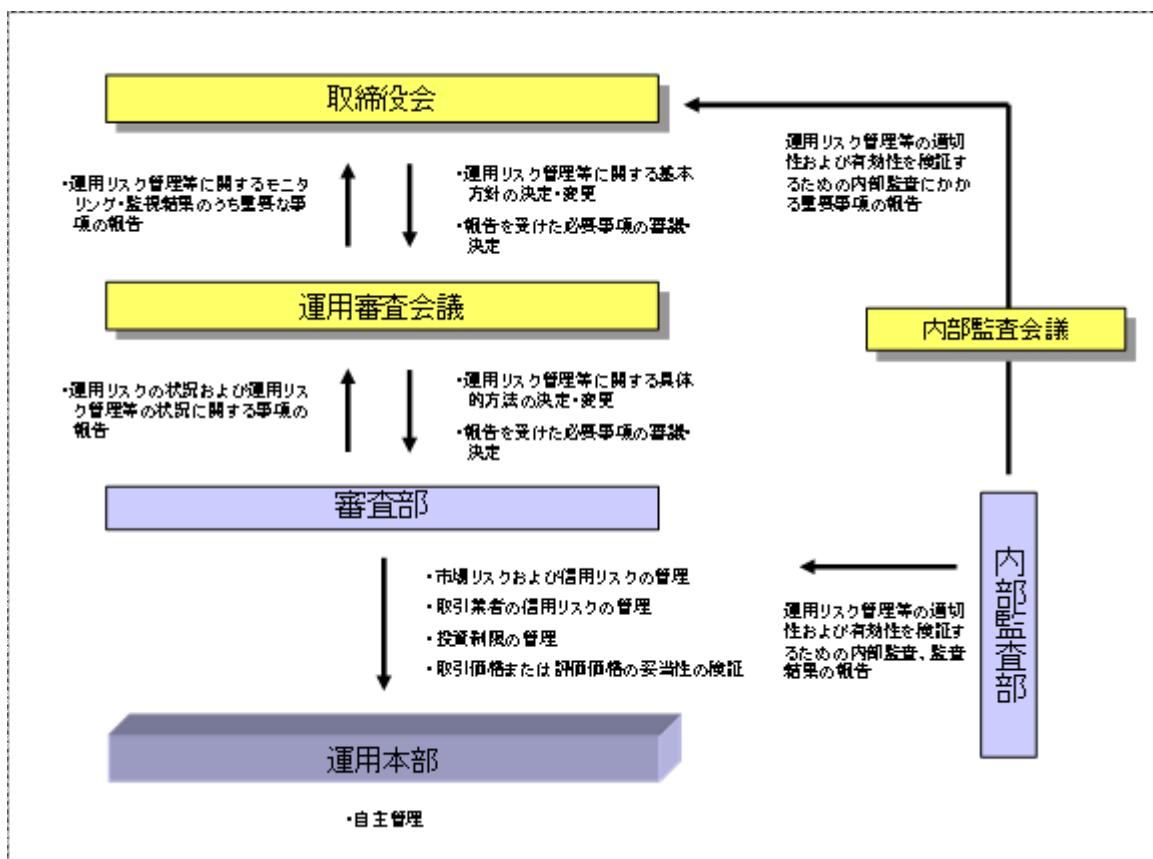 取締役会
・運用リスク管理等に関するモニタ
リング・監視結果のうち重要な事
項の報告
・運用リスク管理等に関する基本
方針の決定・変更
・報告を受けた必要事項の審議・
決定
運用リスク管理等の適切
性および有効性を検証す
るための内部監査にかか
る重要事項の報告
運用審査会議
内部監査会議
・運用リスクの状況および運用リス
ク管理等の状況に関する事項の
報告
・運用リスク管理等に関する具体
的方法の決定・変更
・報告を受けた必要事項の審議・
決定
審査部
・市場リスクおよび信用リスクの管理
・取引業者の信用リスクの管理
・投資制限の管理
・取引価格または評価価格の妥当性の検証
運用リスク管理等の適切
性および有効性を検証す
るための内部監査、監査
結果の報告
内部監査部
運用本部
・自主管理